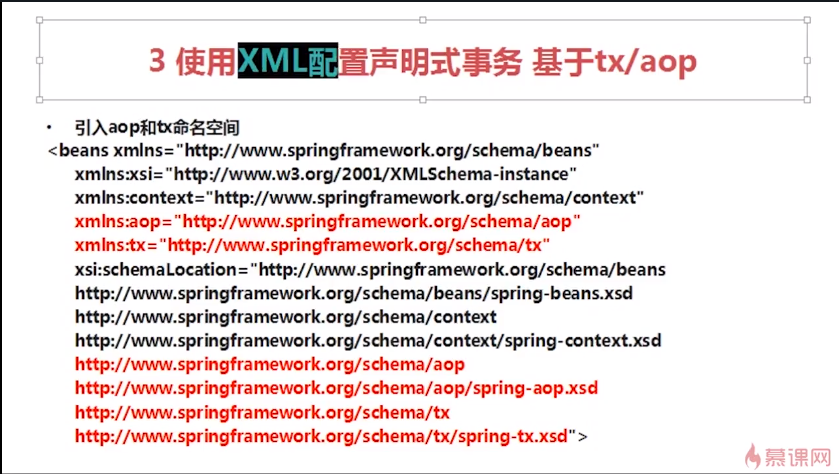 3 使用XML配置声明式事务 基于tx/aop
• 引入aop和tx命名空间
<beans xmlns="http://www.springframework.org/schema/beans"
xmlns:xsi="http://www.w3.org/2001/XMLSchema-instance"
xmlns:context="http://www.springframework.org/schema/context"
xmlns:aop="http://www.springframework.org/schema/aop"
xmlns:tx="http://www.springframework.org/schema/tx"
xsi:schemaLocation="http://www.springframework.org/schema/beans
http://www.springframework.org/schema/beans/spring-beans.xsd
http://www.springframework.org/schema/context
http://www.springframework.org/schema/context/spring-context.xsd
http://www.springframework.org/schema/aop
http://www.springframework.org/schema/aop/spring-aop.xsd
http://www.springframework.org/schema/tx
http://www.springframework.org/schema/tx/spring-tx.xsd">
慕课网